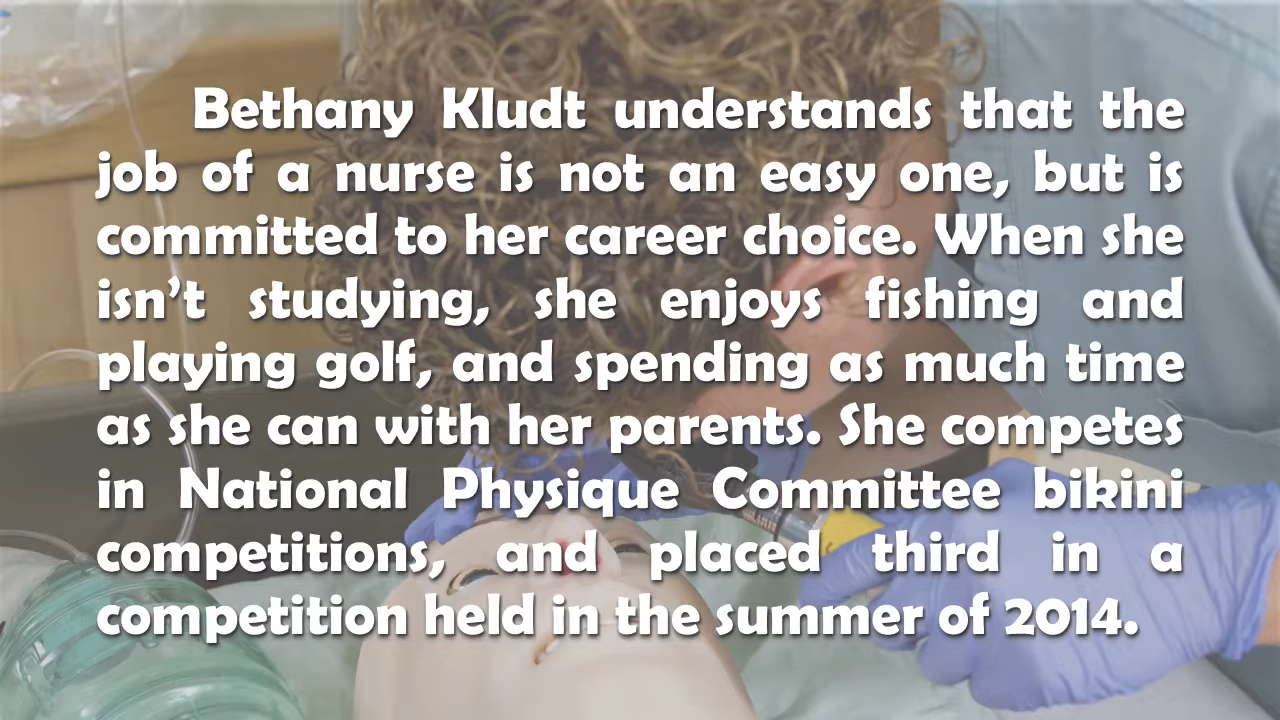 Bethany Kludt understands that the
job of a nurse is not an easy one, but is
committed to her career choice. When she
isn’t studying, she enjoys fishing and
playing golf, and spending as much time
as she can with her parents. She competes
in National Physique Committee bikini
competitions, and placed third in a
competition held in the summer of 2014.